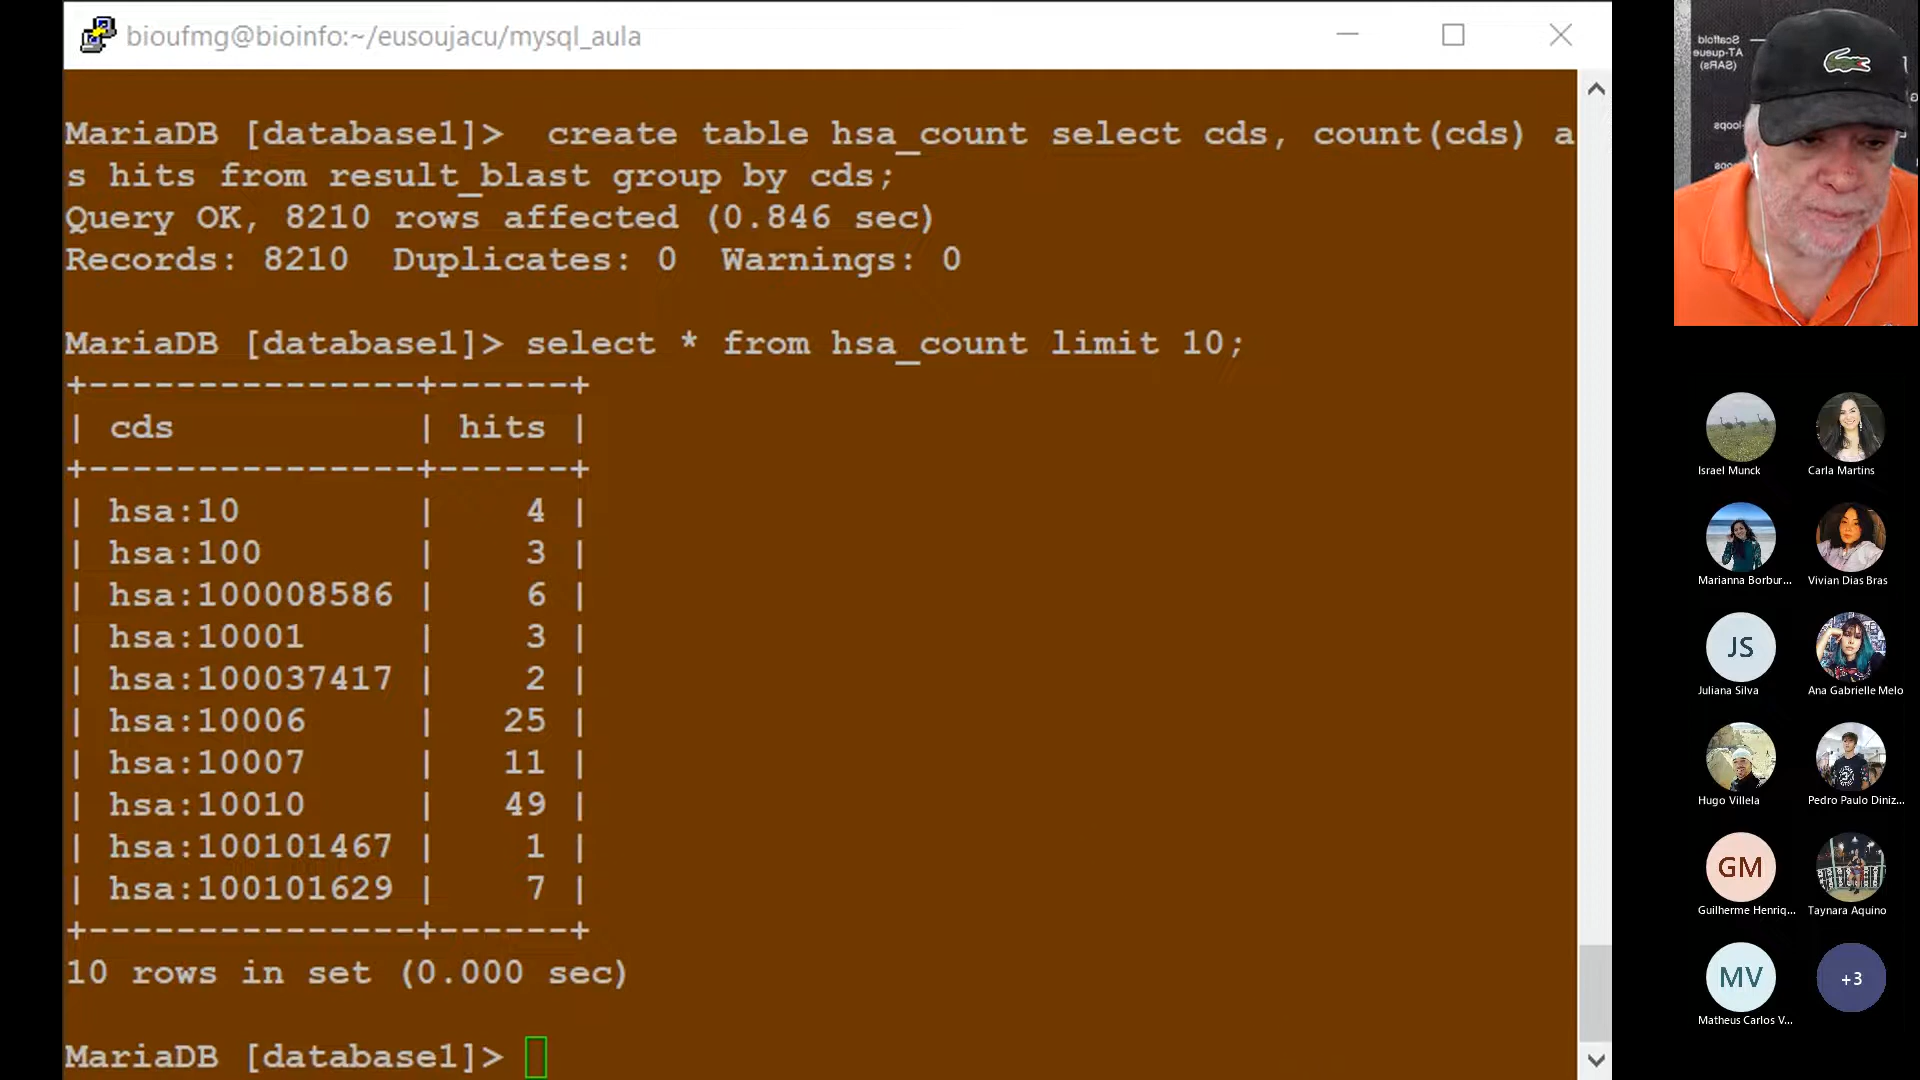 bioufmg@bioinfo:~/eusoujacu/mysql_aula
MariaDB [database1]>  create table hsa_count select cds, count(cds) a
s hits from result_blast group by cds;
Query OK, 8210 rows affected (0.846 sec)
Records: 8210  Duplicates: 0  Warnings: 0
MariaDB [database1]> select * from hsa_count limit 10;
+---------------+------+
| cds           | hits |
+---------------+------+
| hsa:10        |    4 |
| hsa:100       |    3 |
| hsa:100008586 |    6 |
| hsa:10001     |    3 |
| hsa:100037417 |    2 |
| hsa:10006     |   25 |
| hsa:10007     |   11 |
| hsa:10010     |   49 |
| hsa:100101467 |    1 |
| hsa:100101629 |    7 |
+---------------+------+
10 rows in set (0.000 sec)
MariaDB [database1]>
Scaffold
AT-queue
(SARs)
loops
Israel Munck
Carla Martins
Marianna Borbur...
Vivian Dias Bras
JS
Juliana Silva
Ana Gabrielle Melo
Hugo Villela
Pedro Paulo Diniz...
GM
Guilherme Henriq...
Taynara Aquino
MV
Matheus Carlos V...
+3